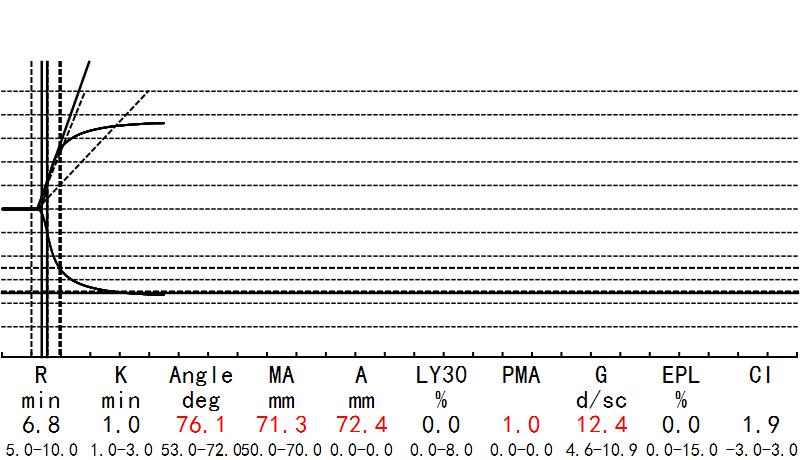 R K Angle MA A LY30 PMA G EPL CI
min min deg mm mm % d/sc %
6.8 1.0 76.1 71.3 72.4 0.0 1.0 12.4 0.0 1.9
5.0-10.0 1.0-3.0 53.0-72.0 50.0-70.0 0.0-0.0 0.0-8.0 0.0-0.0 4.6-10.9 0.0-15.0 -3.0-3.0